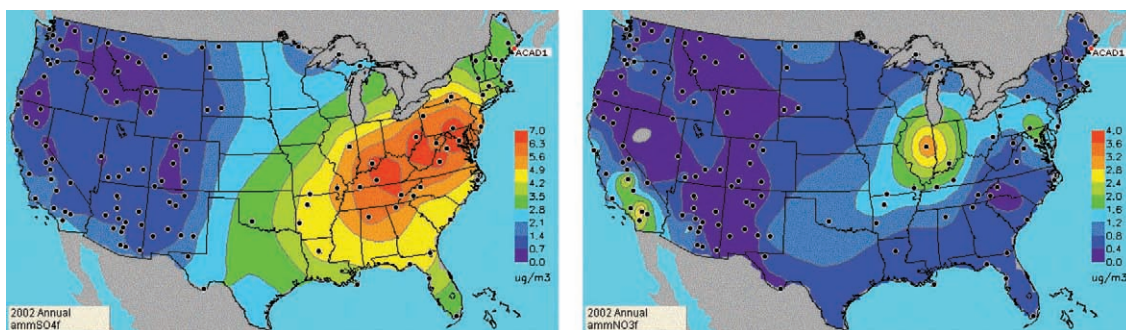 ACAD1
7.0
6.3
5.6
4.9
4.2
3.5
2.8
2.1
1.4
0.7
0.0
ug/m3
2002 Annual
ammSO4f
ACAD1
4.0
3.6
3.2
2.8
2.4
2.0
1.6
1.2
0.8
0.4
0.0
ug/m3
2002 Annual
ammNO3f